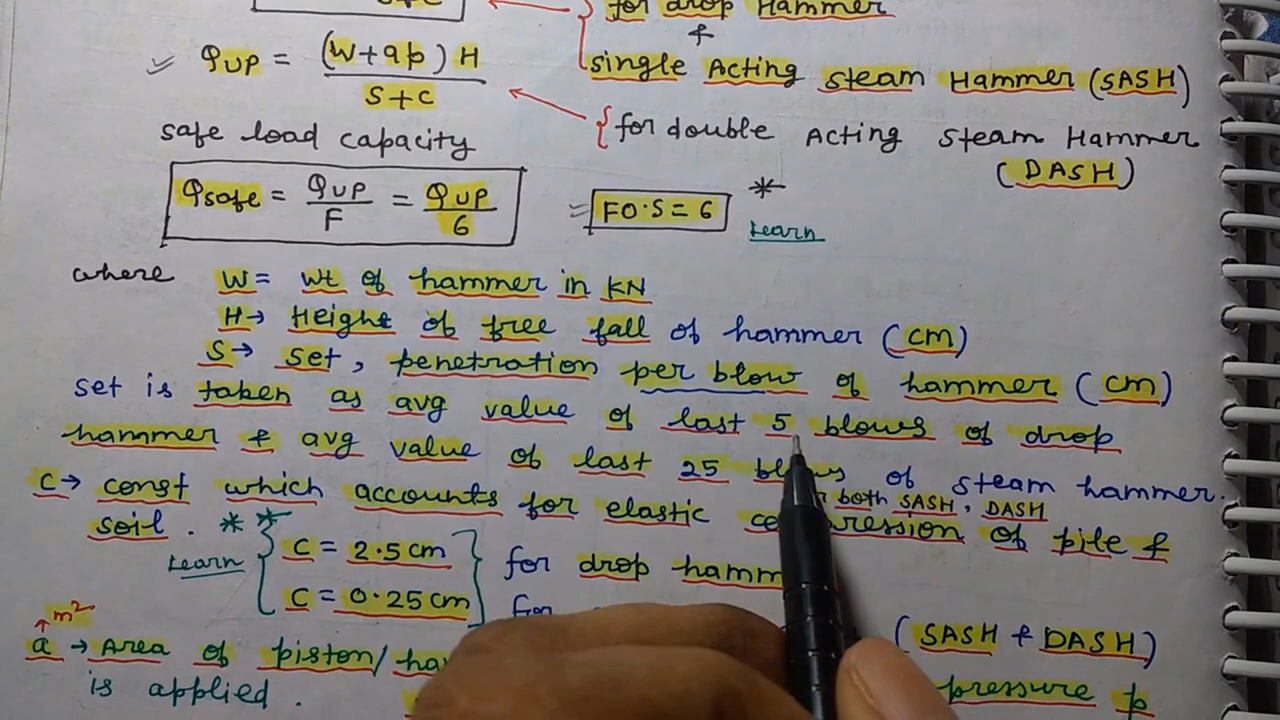 for drop Hammer
&
single Acting steam Hammer (SASH)
QUP = (W+ap) H / S+C
{for double Acting steam Hammer
(DASH)
safe load capacity
Qsafe = QUP / F = QUP / 6
FO.S = 6 *
Learn
where W = wt of hammer in KN
H→ Height of free fall of hammer (cm)
S→ set, penetration per blow of hammer (cm)
set is taken as avg value of last 5 blows of drop
hammer & avg value of last 25 blows of steam hammer.
both SASH, DASH
C→ const which accounts for elastic compression of pile &
soil. **
Learn { C = 2.5 cm } for drop
C = 0.25 cm
(SASH & DASH)
m²
a → Area of piston/
pressure p
is applied.